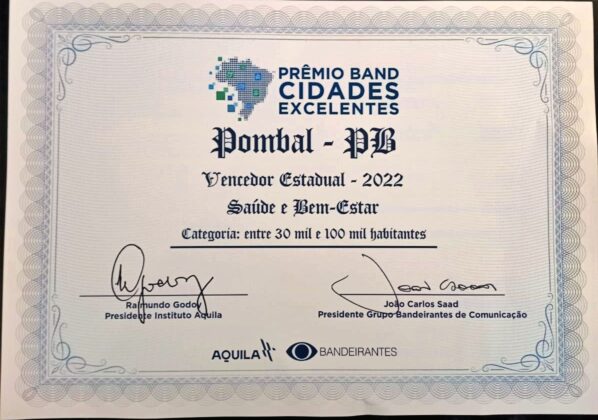 PRÊMIO BAND
CIDADES
EXCELENTES
Pombal - PB
Vencedor Estadual - 2022
Saúde e Bem-Estar
Categoria: entre 30 mil e 100 mil habitantes
Raimundo Godoy
Presidente Instituto Aquila
João Carlos Saad
Presidente Grupo Bandeirantes de Comunicação
AQUILA
BANDEIRANTES